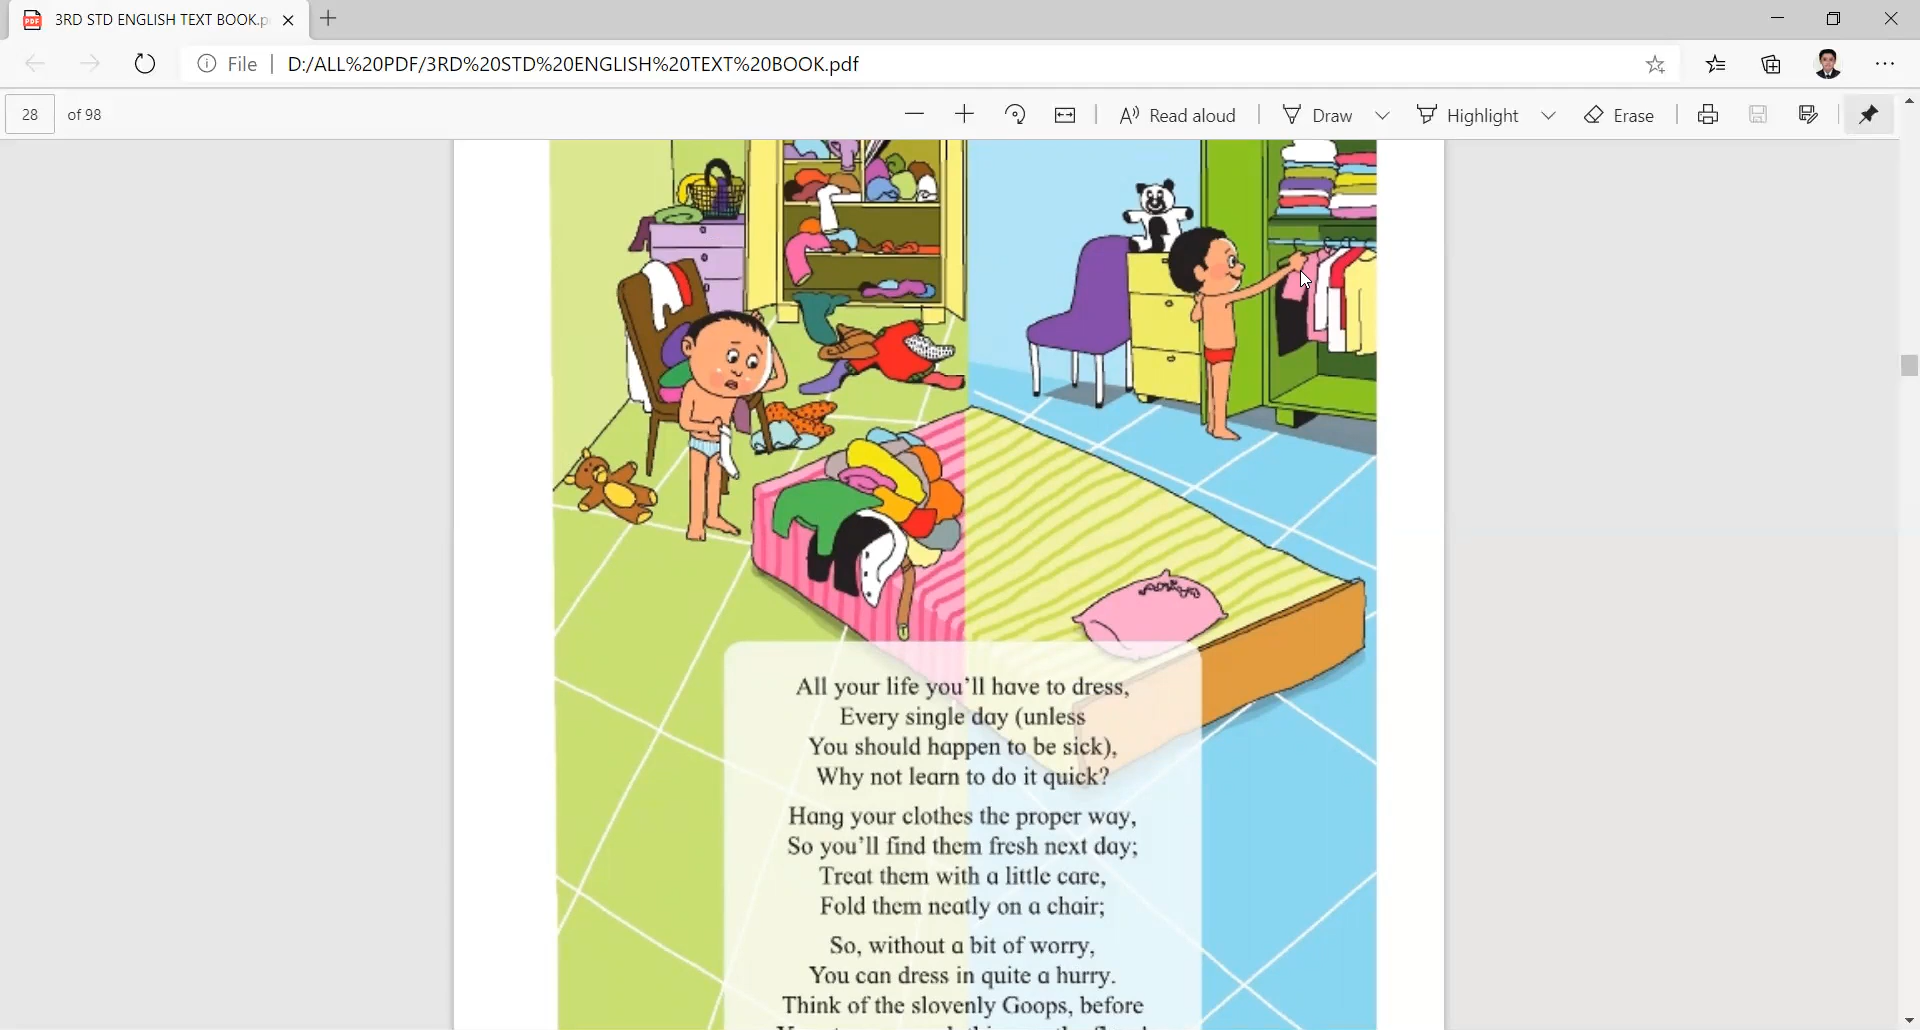 3RD STD ENGLISH TEXT BOOK.p
File
D:/ALL%20PDF/3RD%20STD%20ENGLISH%20TEXT%20BOOK.pdf
28 of 98
Read aloud
Draw
Highlight
Erase
All your life you'll have to dress,
Every single day (unless
You should happen to be sick),
Why not learn to do it quick?
Hang your clothes the proper way,
So you'll find them fresh next day;
Treat them with a little care,
Fold them neatly on a chair;
So, without a bit of worry,
You can dress in quite a hurry.
Think of the slovenly Goops, before